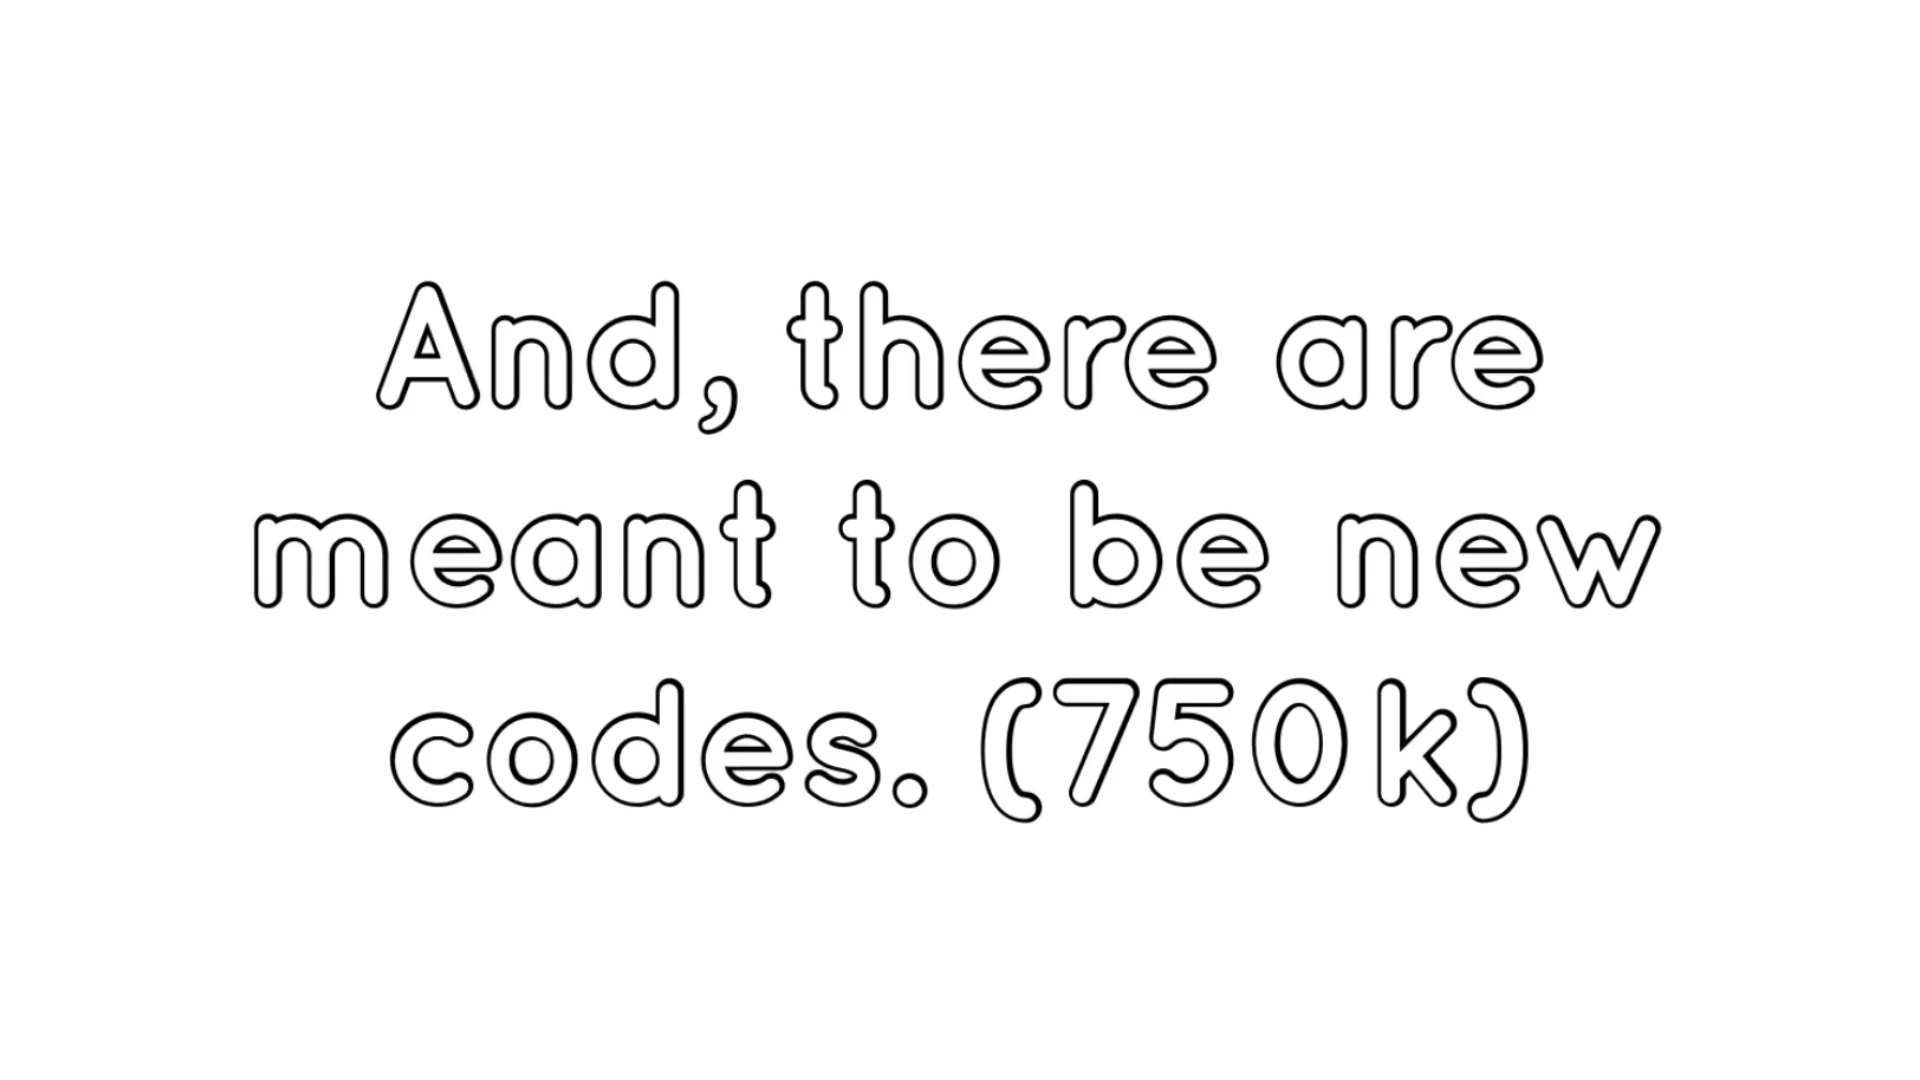 And, there are
meant to be new
codes. (750k)